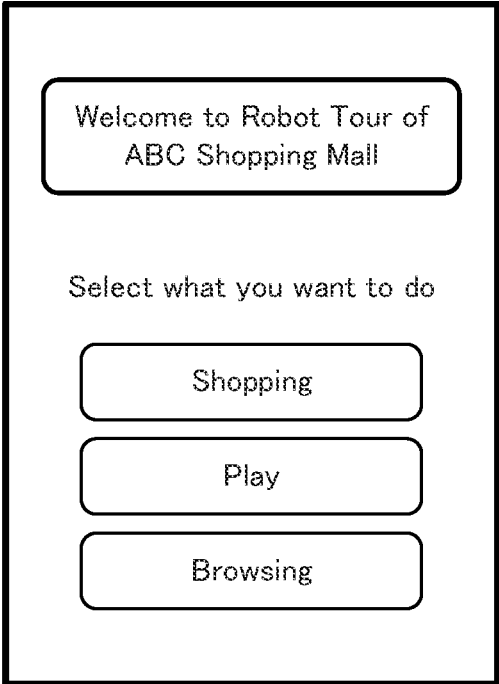 Welcome to Robot Tour of
ABC Shopping Mall
Select what you want to do
Shopping
Play
Browsing